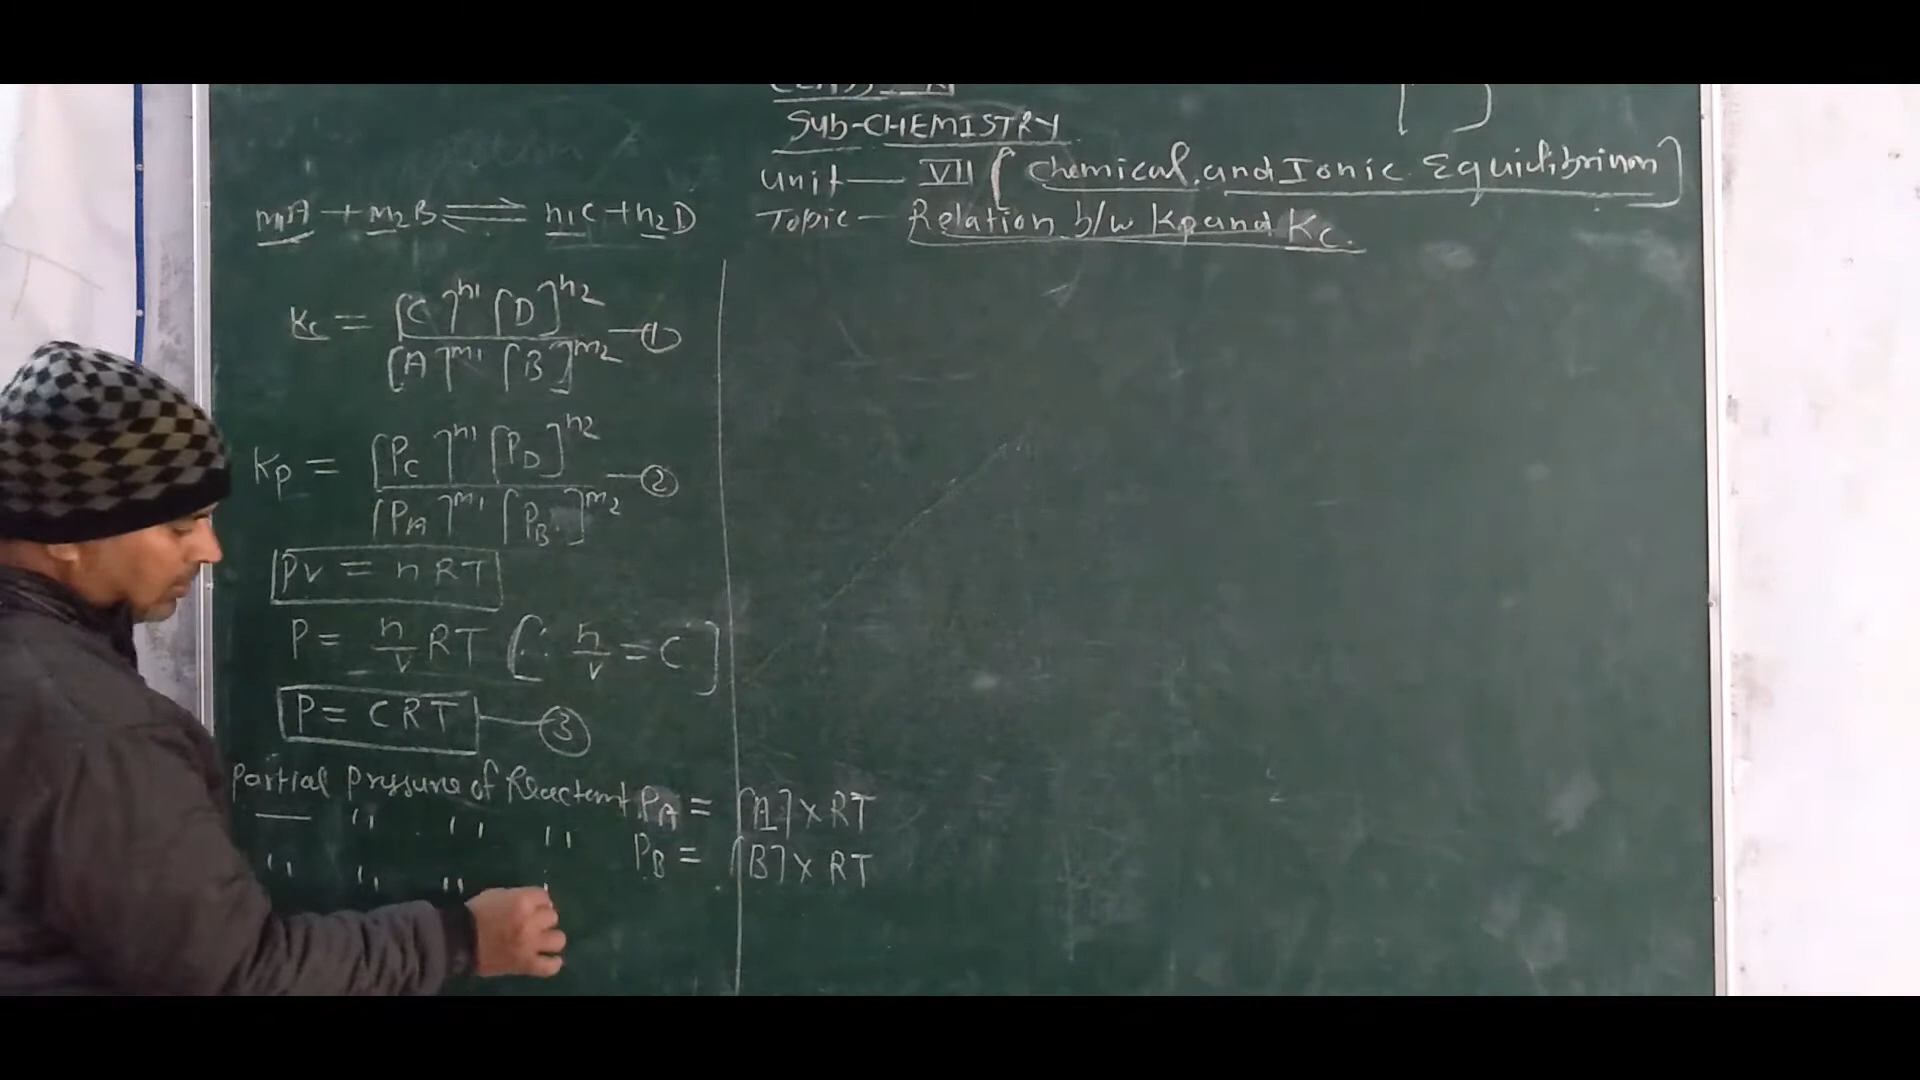 Sub-CHEMISTRY
Unit — VII [Chemical and Ionic Equidibrium]
Topic - Relation b/w Kp and Kc.
m₁A + m₂B ⇌ n₁C + n₂D
Kc = [C]^n₁ [D]^n₂ / [A]^m₁ [B]^m₂ —①
Kp = [PC]^n₁ [PD]^n₂ / [PA]^m₁ [PB]^m₂ —②
PV = nRT
P = n/v RT [∵ n/v = C]
P = CRT —③
Partial Pressure of Reactant PA = [A] × RT
— " " " PB = [B] × RT
" " "